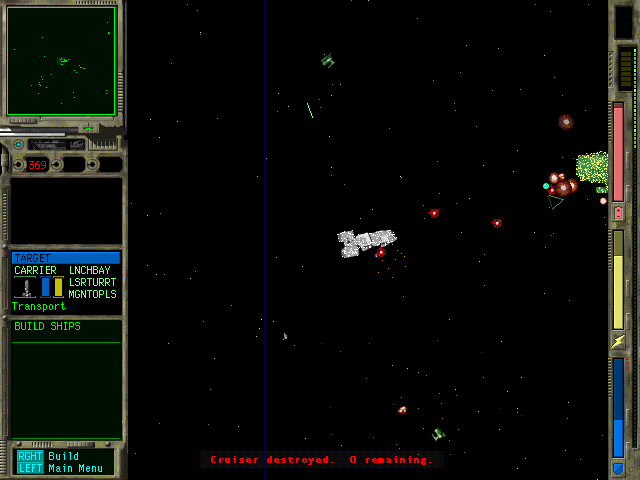 369
TARGET
CARRIER LNCHBAY
LSRTURRT
MGNTOPLS
Transport
BUILD SHIPS
RGHT Build
LEFT Main Menu
Cruiser destroyed. 0 remaining.